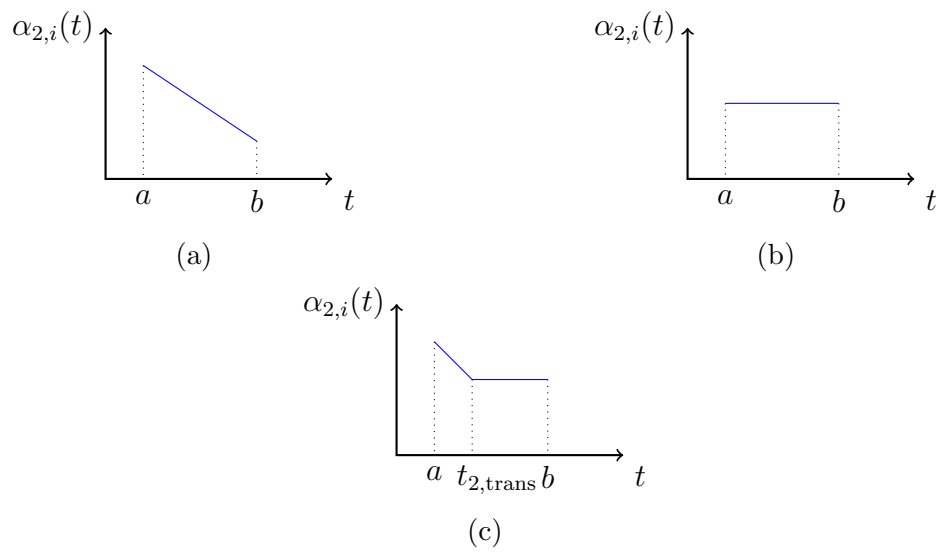 α₂,ᵢ(t)
a
b
t
(a)
α₂,ᵢ(t)
a
b
t
(b)
α₂,ᵢ(t)
a
t₂,trans
b
t
(c)